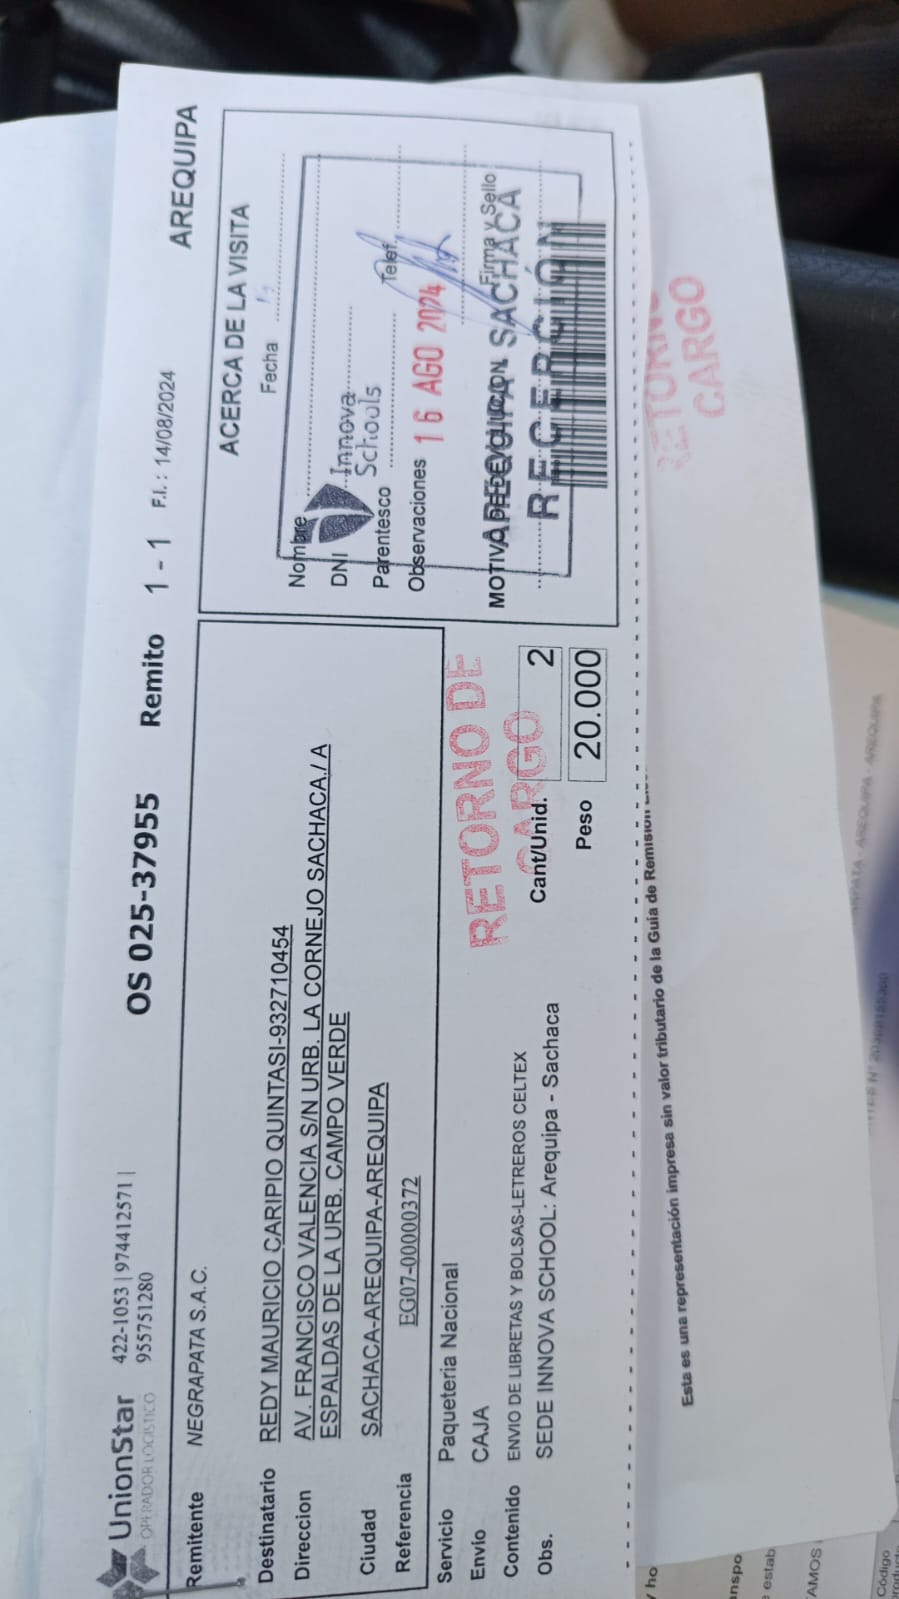 UnionStar
OPERADOR LOGISTICO
422-1053 | 974412571 |
955751280
OS 025-37955 Remito 1 - 1 F.I. : 14/08/2024 AREQUIPA
Remitente NEGRAPATA S.A.C.
Destinatario REDY MAURICIO CARIPIO QUINTASI-932710454
Direccion AV. FRANCISCO VALENCIA S/N URB. LA CORNEJO SACHACA./ A
ESPALDAS DE LA URB. CAMPO VERDE
Ciudad SACHACA-AREQUIPA-AREQUIPA
Referencia EG07-00000372
Servicio Paqueteria Nacional
Envío CAJA
Contenido ENVIO DE LIBRETAS Y BOLSAS-LETREROS CELTEX
Obs. SEDE INNOVA SCHOOL: Arequipa - Sachaca
RETORNO DE
CARGO
Cant/Unid. 2
Peso 20.000
ACERCA DE LA VISITA
Fecha
Nombre
DNI
Innova
Schools
Parentesco
Telef.
Observaciones
16 AGO 2024
Firma y Sello
MOTIVO DE DEVOLUCION
AREQUIPA SACHACA
RECEPCIÓN
Esta es una representación impresa sin valor tributario de la Guía de Remisión
RETORNO
CARGO
Código